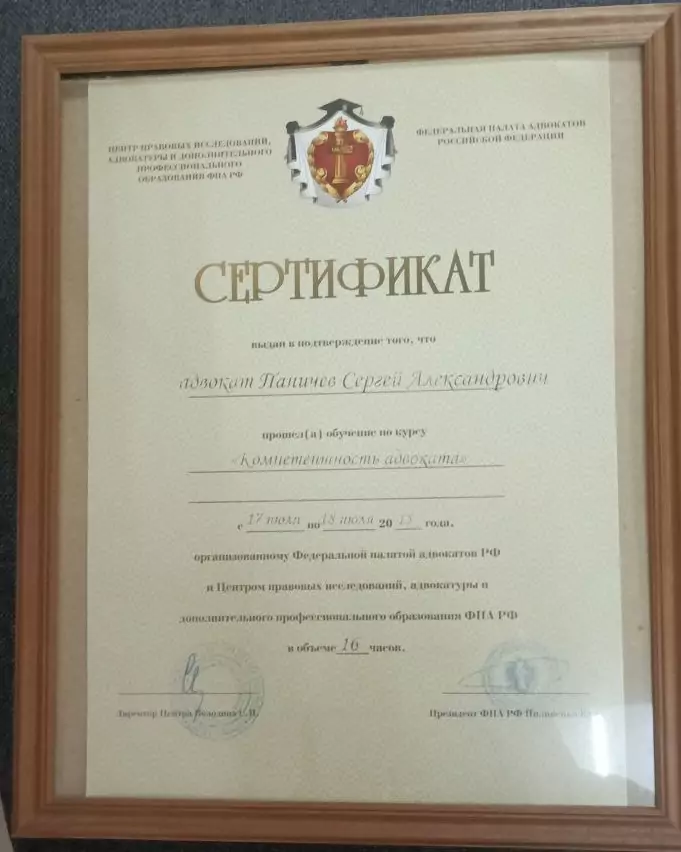 ЦЕНТР ПРАВОВЫХ ИССЛЕДОВАНИЙ,
АДВОКАТУРЫ И ДОПОЛНИТЕЛЬНОГО
ПРОФЕССИОНАЛЬНОГО
ОБРАЗОВАНИЯ ФПА РФ
ФЕДЕРАЛЬНАЯ ПАЛАТА АДВОКАТОВ
РОССИЙСКОЙ ФЕДЕРАЦИИ
СЕРТИФИКАТ
выдан в подтверждение того, что
адвокат Паничев Сергей Александрович
прошел(а) обучение по курсу
«Компетентность адвоката»
с 17 июля по 18 июля 20 года,
организованному Федеральной палатой адвокатов РФ
и Центром правовых исследований, адвокатуры и
дополнительного профессионального образования ФПА РФ
в объеме 16 часов.
Директор Центра Володина С.И.
Президент ФПА РФ